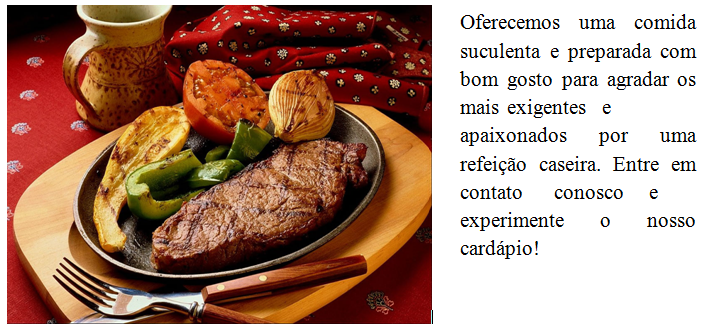 Oferecemos uma comida
suculenta e preparada com
bom gosto para agradar os
mais exigentes e
apaixonados por uma
refeição caseira. Entre em
contato conosco e
experimente o nosso
cardápio!